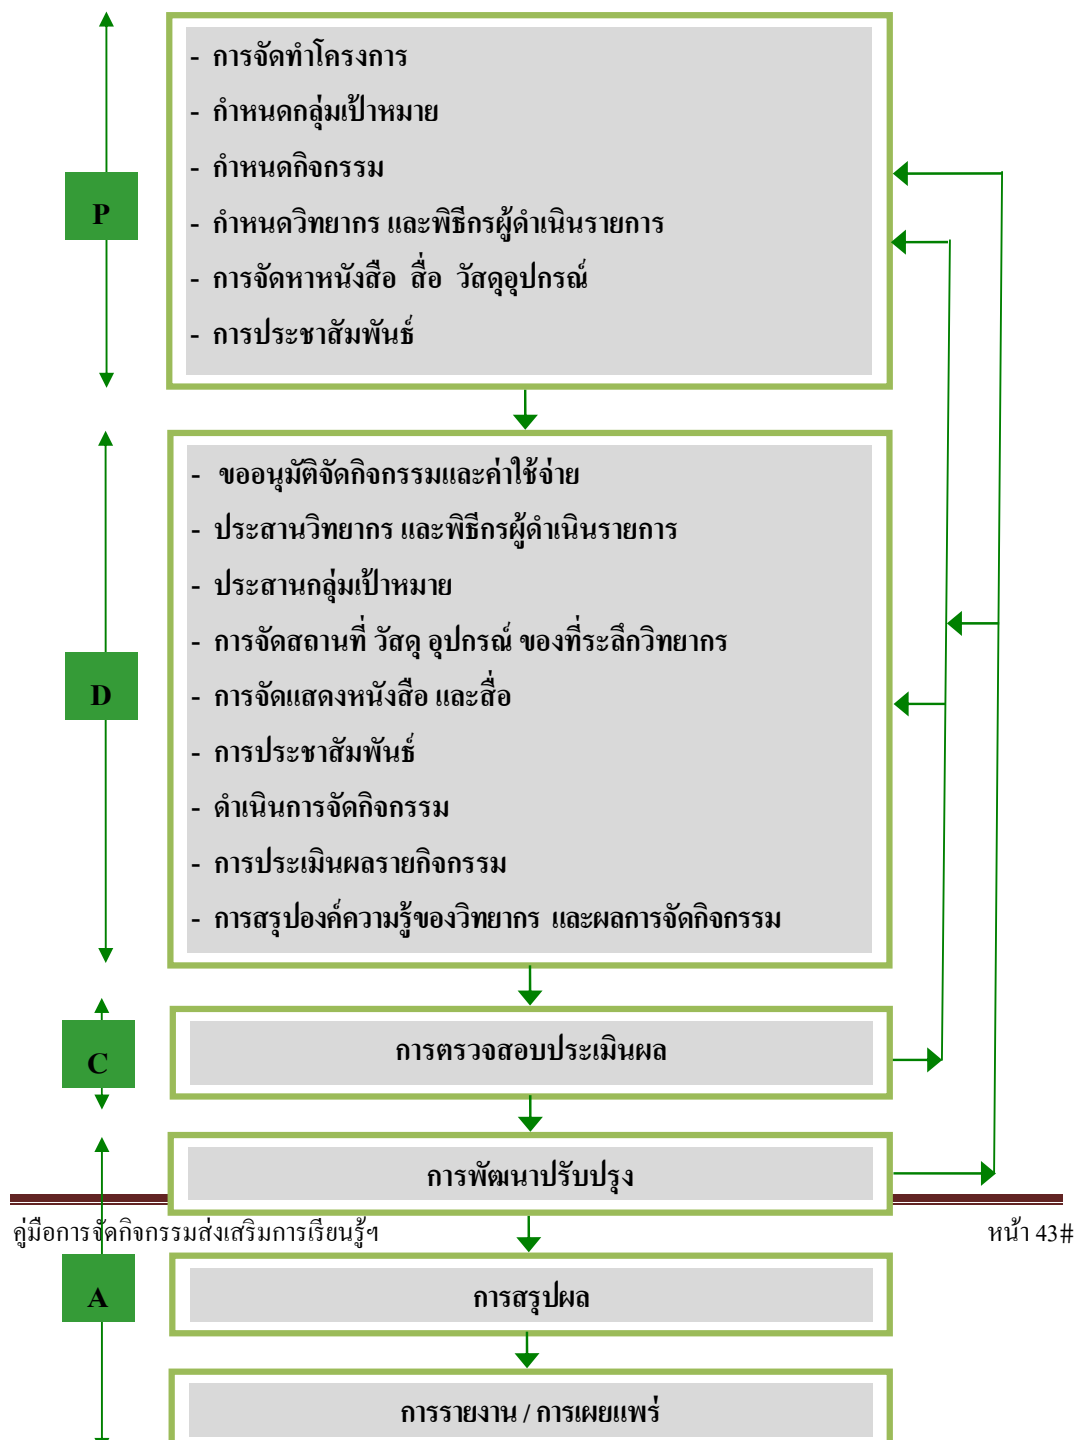 - การจัดทำโครงการ
- กำหนดกลุ่มเป้าหมาย
- กำหนดกิจกรรม
P
- กำหนดวิทยากร และพิธีกรผู้ดำเนินรายการ
- การจัดหาหนังสือ สื่อ วัสดุอุปกรณ์
- การประชาสัมพันธ์
- ขออนุมัติจัดกิจกรรมและค่าใช้จ่าย
- ประสานวิทยากร และพิธีกรผู้ดำเนินรายการ
- ประสานกลุ่มเป้าหมาย
- การจัดสถานที่ วัสดุ อุปกรณ์ ของที่ระลึกวิทยากร
D
- การจัดแสดงหนังสือ และสื่อ
- การประชาสัมพันธ์
- ดำเนินการจัดกิจกรรม
- การประเมินผลรายกิจกรรม
- การสรุปองค์ความรู้ของวิทยากร และผลการจัดกิจกรรม
C
การตรวจสอบประเมินผล
การพัฒนาปรับปรุง
คู่มือการจัดกิจกรรมส่งเสริมการเรียนรู้ฯ หน้า 43#
A
การสรุปผล
การรายงาน / การเผยแพร่